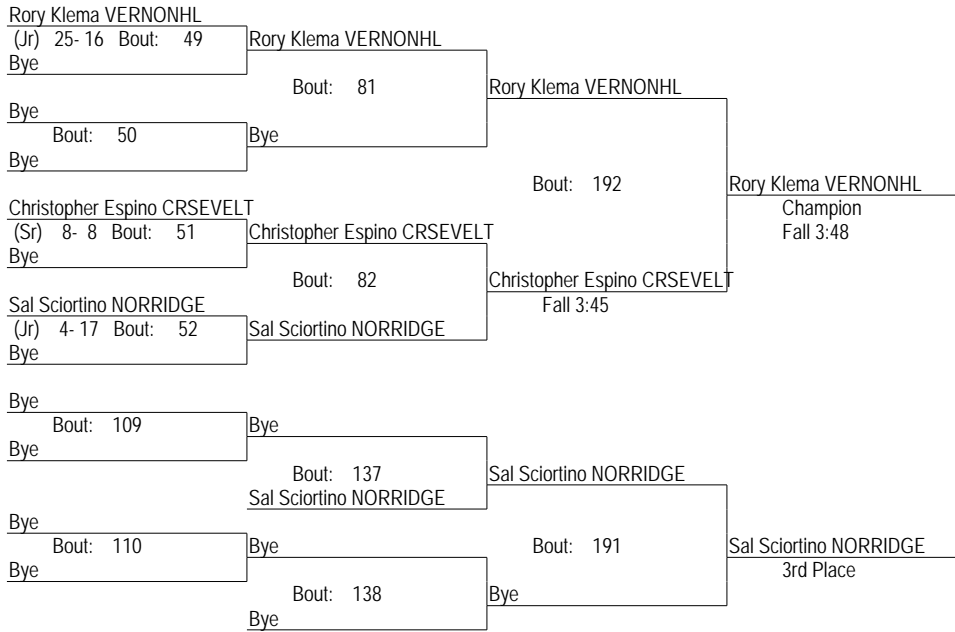 Rory Klema VERNONHL
(Jr) 25- 16 Bout: 49 Rory Klema VERNONHL
Bye
Bout: 81 Rory Klema VERNONHL
Bye
Bout: 50 Bye
Bye
Bout: 192 Rory Klema VERNONHL
Christopher Espino CRSEVELT Champion
(Sr) 8- 8 Bout: 51 Christopher Espino CRSEVELT Fall 3:48
Bye
Bout: 82 Christopher Espino CRSEVELT
Sal Sciortino NORRIDGE Fall 3:45
(Jr) 4- 17 Bout: 52 Sal Sciortino NORRIDGE
Bye
Bye
Bout: 109 Bye
Bye
Bout: 137 Sal Sciortino NORRIDGE
Sal Sciortino NORRIDGE
Bye
Bout: 110 Bye Bout: 191 Sal Sciortino NORRIDGE
Bye 3rd Place
Bout: 138 Bye
Bye